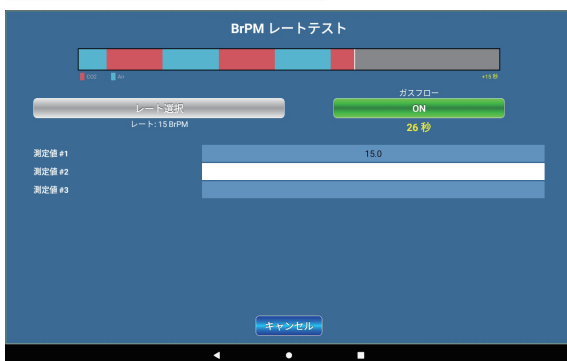 BrPM レートテスト
CO2 Air +15 秒
ガスフロー
レート選択 ON
レート: 15 BrPM 26 秒
測定値 #1 15.0
測定値 #2
測定値 #3
キャンセル